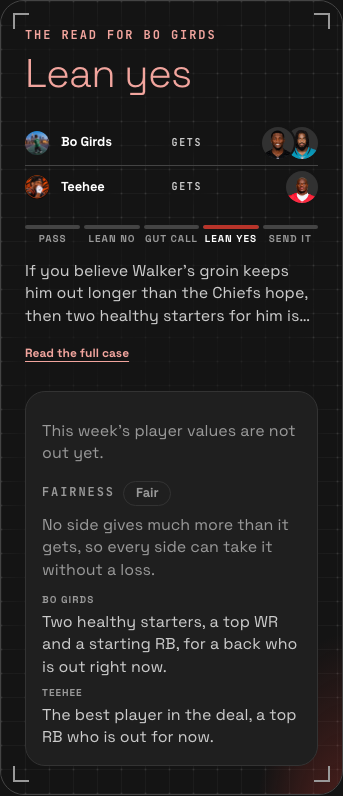 THE READ FOR BO GIRDS
Lean yes
Bo Girds GETS
Teehee GETS
PASS LEAN NO GUT CALL LEAN YES SEND IT
If you believe Walker's groin keeps
him out longer than the Chiefs hope,
then two healthy starters for him is…
Read the full case
This week's player values are not
out yet.
FAIRNESS Fair
No side gives much more than it
gets, so every side can take it
without a loss.
BO GIRDS
Two healthy starters, a top WR
and a starting RB, for a back who
is out right now.
TEEHEE
The best player in the deal, a top
RB who is out for now.